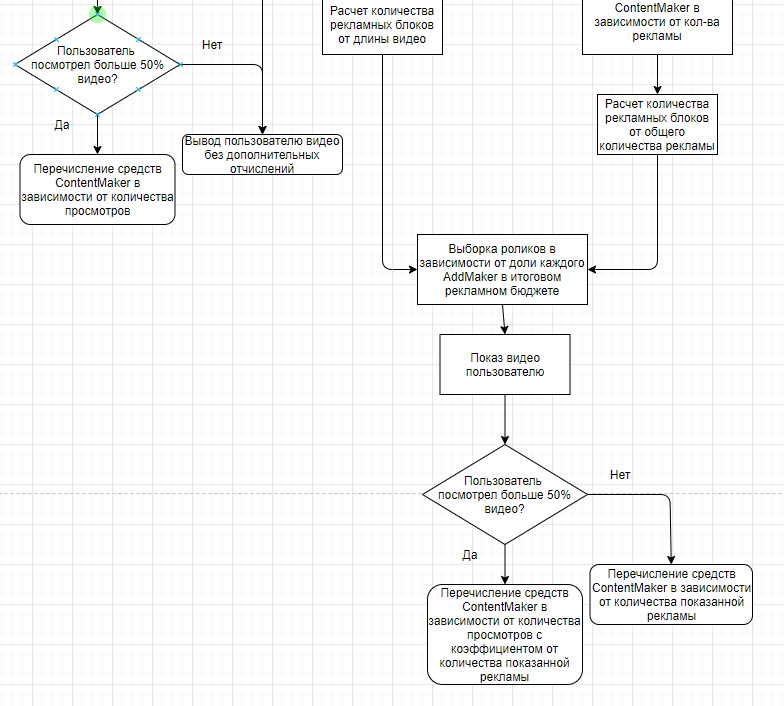 Расчет количества
рекламных блоков
от длины видео
ContentMaker в
зависимости от кол-ва
рекламы
Нет
Пользователь
посмотрел больше 50%
видео?
Да
Вывод пользователю видео
без дополнительных
отчислений
Перечисление средств
ContentMaker в
зависимости от количества
просмотров
Расчет количества
рекламных блоков
от общего
количества рекламы
Выборка роликов в
зависимости от доли каждого
AddMaker в итоговом
рекламном бюджете
Показ видео
пользователю
Пользователь
посмотрел больше 50%
видео?
Нет
Да
Перечисление средств
ContentMaker в зависимости
от количества показанной
рекламы
Перечисление средств
ContentMaker в
зависимости от количества
просмотров с
коэффициентом от
количества показанной
рекламы